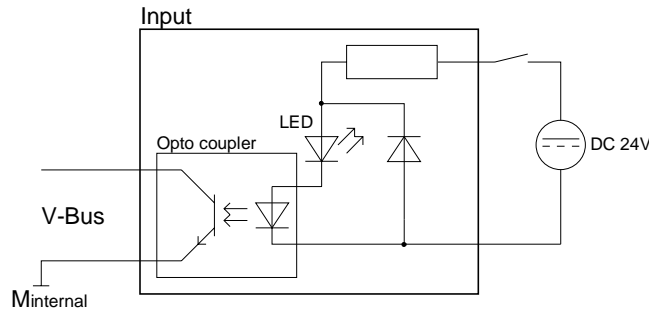 Input
LED
Opto coupler
DC 24V
V-Bus
Minternal